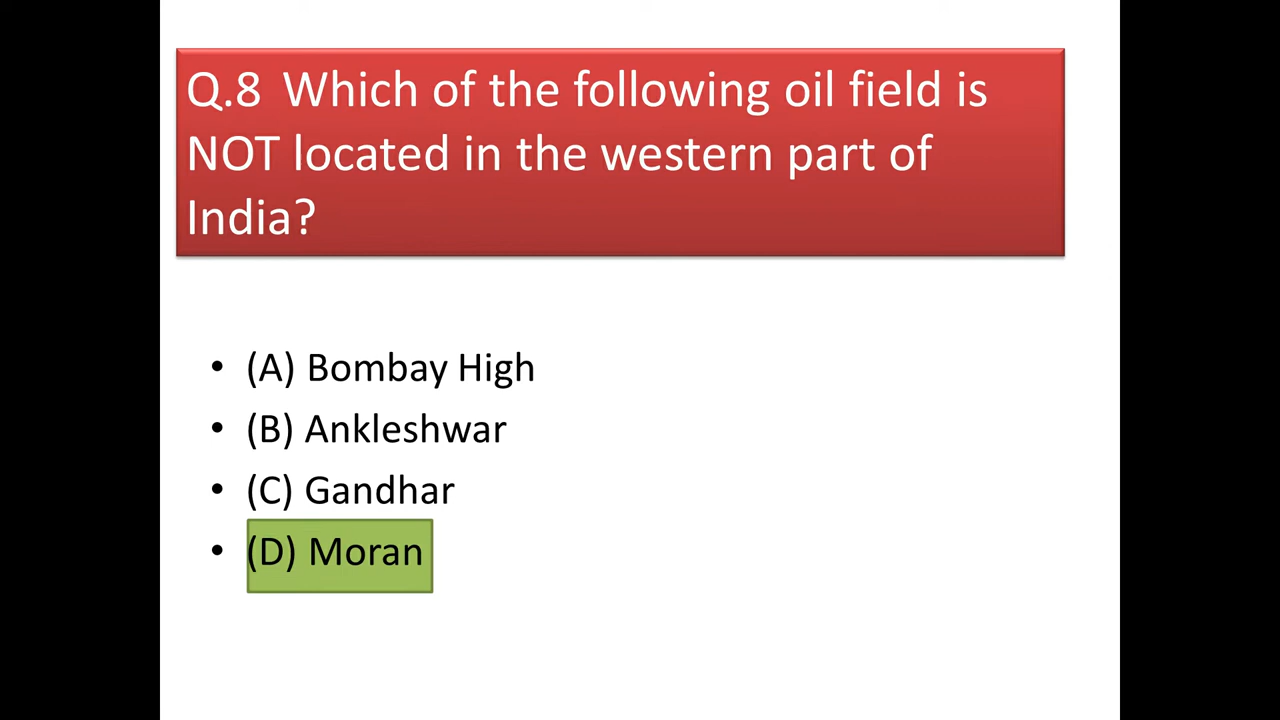 Q.8 Which of the following oil field is
NOT located in the western part of
India?
• (A) Bombay High
• (B) Ankleshwar
• (C) Gandhar
• (D) Moran